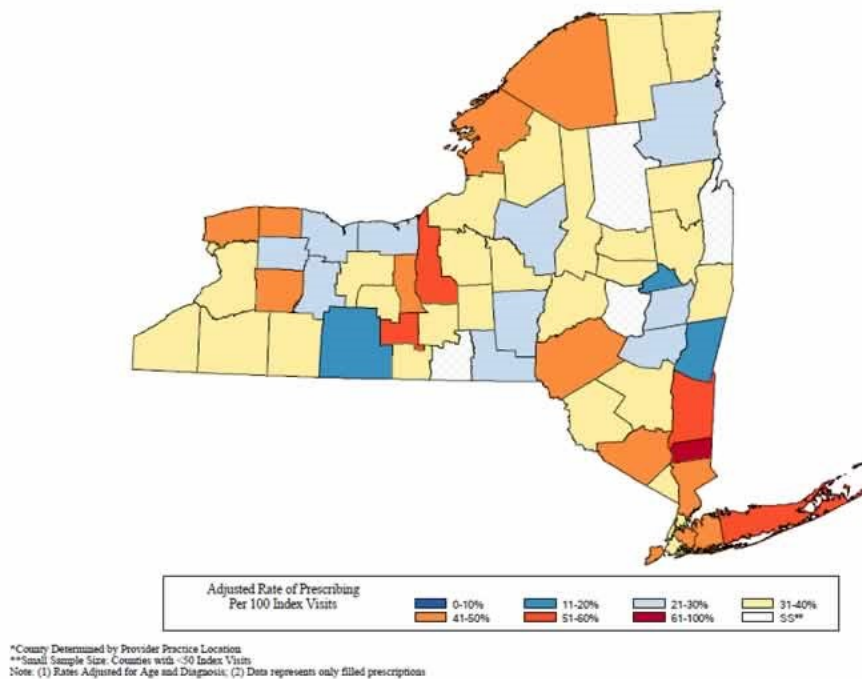 Adjusted Rate of Prescribing
Per 100 Index Visits
0-10%
11-20%
21-30%
31-40%
41-50%
51-60%
61-100%
SS**
*County Determined by Provider Practice Location
**Small Sample Size: Counties with <50 Index Visits
Note: (1) Rates Adjusted for Age and Diagnosis; (2) Data represents only filled prescriptions